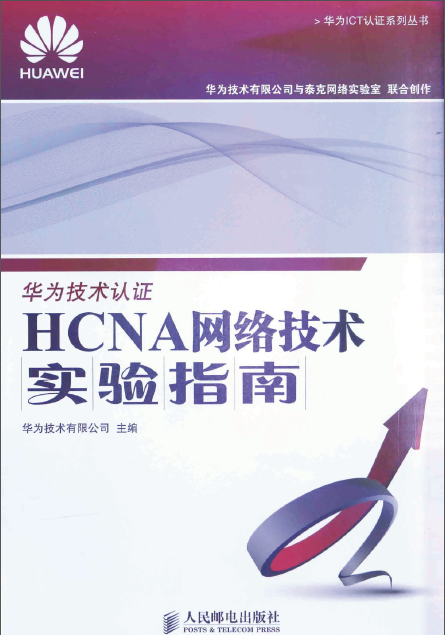 HUAWEI
> 华为ICT认证系列丛书
华为技术有限公司与泰克网络实验室 联合创作
华为技术认证
HCNA网络技术
实验指南
华为技术有限公司 主编
人民邮电出版社
POSTS & TELECOM PRESS